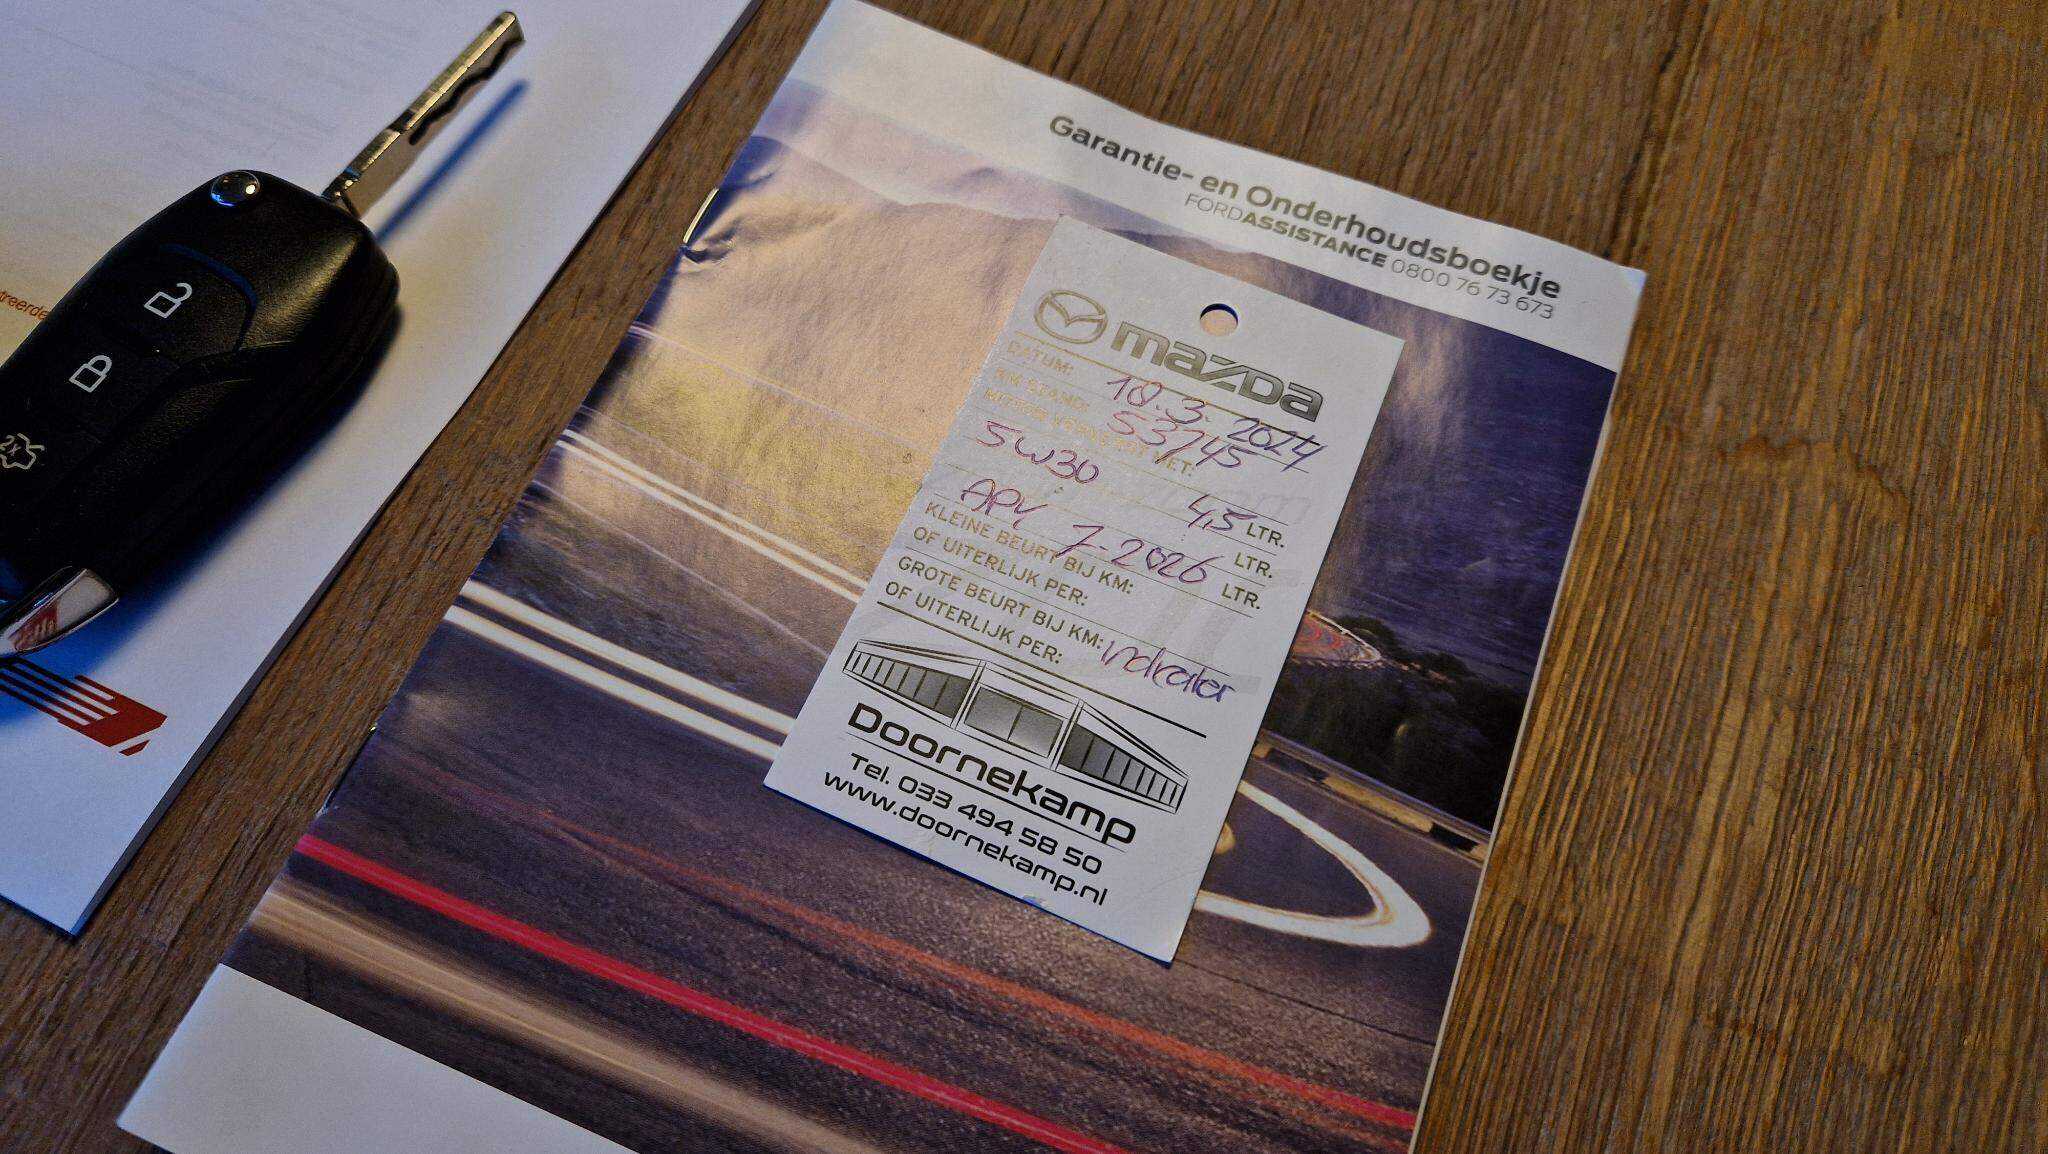 Garantie- en Onderhoudsboekje
FORDASSISTANCE 0800 76 73 673
mazda
DATUM: 18.3.2024
KM STAND: 53745
MOTOR VERVERST MET:
5W30 4,5 LTR.
LTR.
APK 7-2026 LTR.
KLEINE BEURT BIJ KM:
OF UITERLIJK PER:
GROTE BEURT BIJ KM: indicator
OF UITERLIJK PER:
Doornekamp
Tel. 033 494 58 50
www.doornekamp.nl
2x